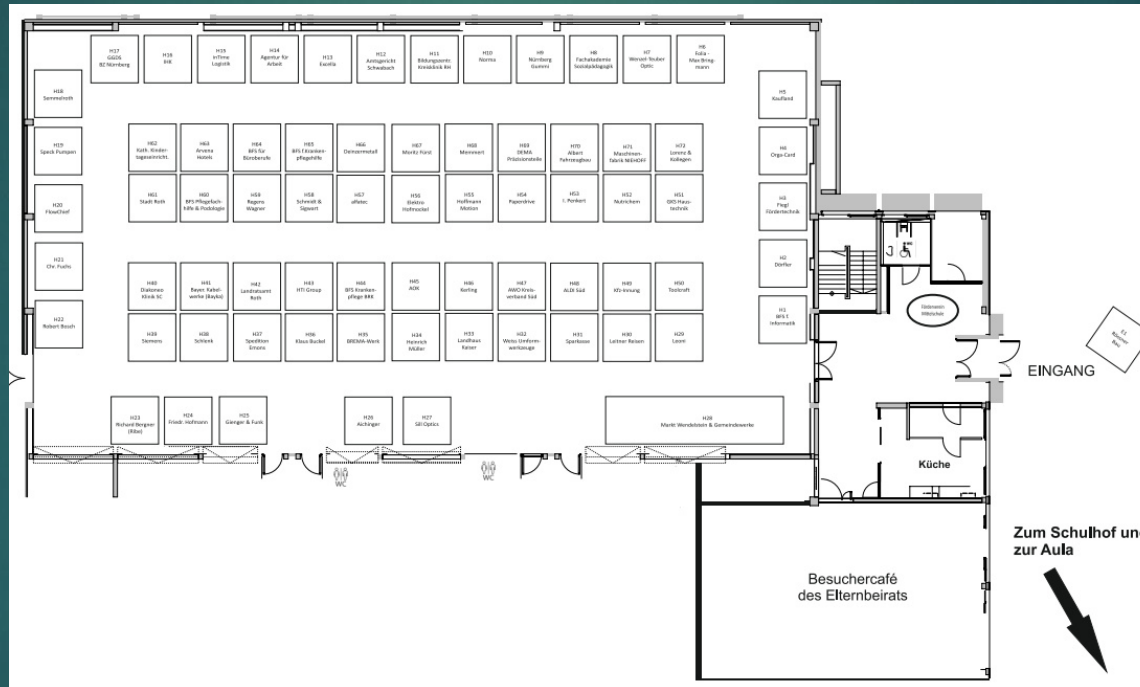 H17
GGDS
BZ Nürnberg
H16
IHK
H15
inTime
Logistik
H14
Agentur für
Arbeit
H13
Excella
H12
Amtsgericht
Schwabach
H11
Bildungszentr.
Kreisklinik RH
H10
Norma
H9
Nürnberg
Gummi
H8
Fachakademie
Sozialpädagogik
H7
Wenzel-Teuber
Optic
H6
Folia -
Max Bring-
mann
H18
Semmelroth
H5
Kaufland
H19
Speck Pumpen
H62
Kath. Kinder-
tageseinricht.
H63
Arvena
Hotels
H64
BFS für
Büroberufe
H65
BFS f.Kranken-
pflegehilfe
H66
Deinzermetall
H67
Moritz Fürst
H68
Memmert
H69
DEMA
Präzisionsteile
H70
Albert
Fahrzeugbau
H71
Maschinen-
fabrik NIEHOFF
H72
Lorenz &
Kollegen
H4
Orga-Card
H20
FlowChief
H61
Stadt Roth
H60
BFS Pflegefach-
hilfe & Podologie
H59
Regens
Wagner
H58
Schmidt &
Sigwert
H57
alfatec
H56
Elektro
Hofmockel
H55
Hoffmann
Motion
H54
Paperdrive
H53
J. Penkert
H52
Nutrichem
H51
GKS Haus-
technik
H3
Fiegl
Fördertechnik
H21
Chr. Fuchs
H40
Diakoneo
Klinik SC
H41
Bayer. Kabel-
werke (Bayka)
H42
Landratsamt
Roth
H43
HTI Group
H44
BFS Kranken-
pflege BRK
H45
AOK
H46
Kerling
H47
AWO Kreis-
verband Süd
H48
ALDI Süd
H49
Kfz-Innung
H50
Toolcraft
H2
Dörfler
H22
Robert Bosch
H39
Siemens
H38
Schlenk
H37
Spedition
Emons
H36
Klaus Buckel
H35
BREMA-Werk
H34
Heinrich
Müller
H33
Landhaus
Keiser
H32
Weiss Umform-
werkzeuge
H31
Sparkasse
H30
Leitner Reisen
H29
Leoni
H1
BFS f.
Informatik
E1
Bau
EINGANG
H23
Richard Bergner
(Ribe)
H24
Friedr. Hofmann
H25
Gienger & Funk
H26
Aichinger
H27
Sill Optics
H28
Markt Wendelstein & Gemeindewerke
WC
WC
Küche
Zum Schulhof und
zur Aula
Besuchercafé
des Elternbeirats